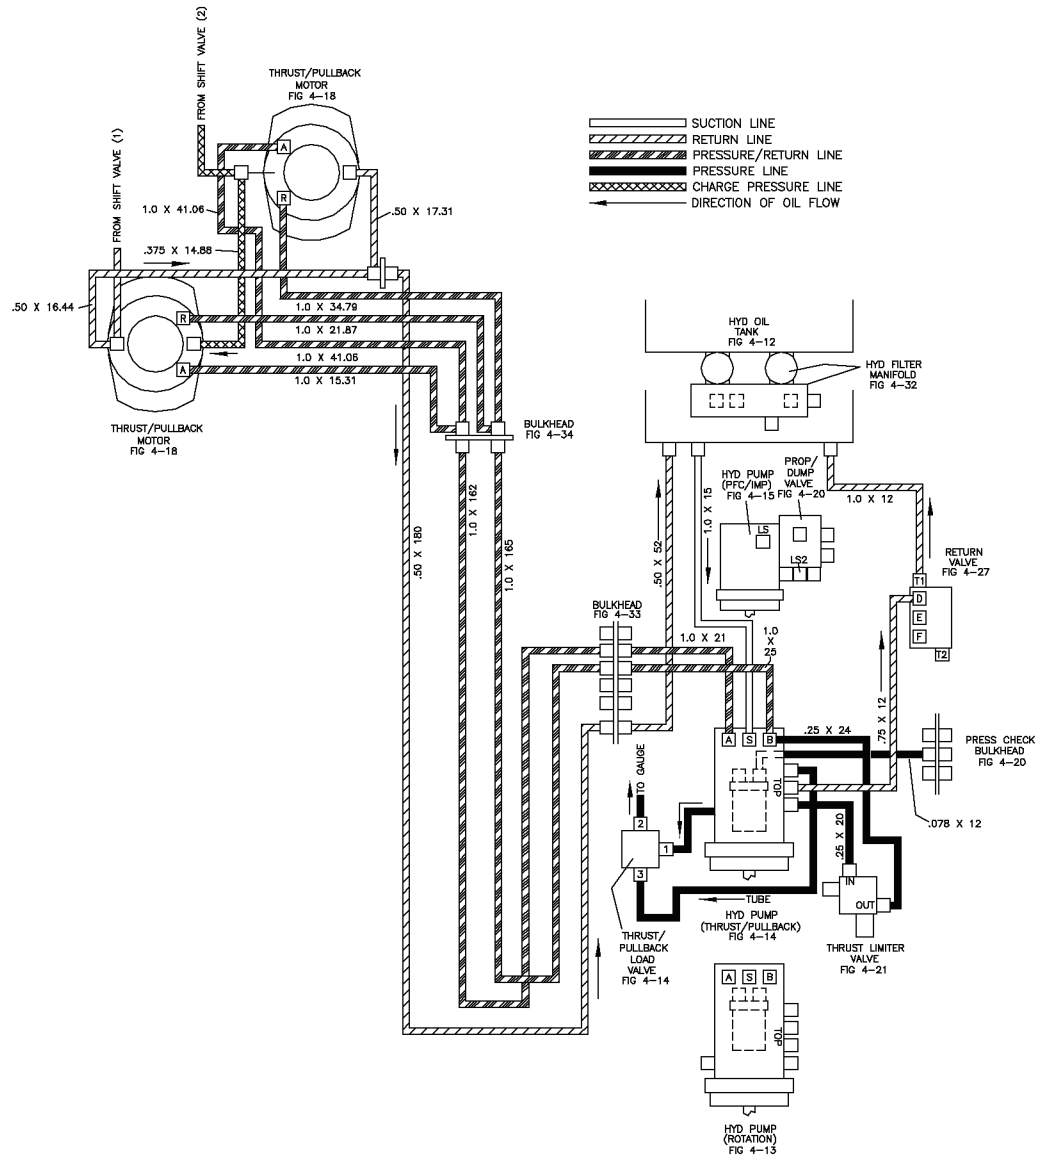 FROM SHIFT VALVE (2)
THRUST/PULLBACK
MOTOR
FIG 4-18
SUCTION LINE
RETURN LINE
PRESSURE/RETURN LINE
PRESSURE LINE
CHARGE PRESSURE LINE
DIRECTION OF OIL FLOW
FROM SHIFT VALVE (1)
A
R
1.0 X 41.06
.50 X 17.31
.375 X 14.88
.50 X 16.44
1.0 X 34.79
R
1.0 X 21.87
1.0 X 41.06
A
1.0 X 15.31
THRUST/PULLBACK
MOTOR
FIG 4-18
BULKHEAD
FIG 4-34
HYD OIL
TANK
FIG 4-12
HYD FILTER
MANIFOLD
FIG 4-32
1.0 X 162
.50 X 180
1.0 X 165
.50 X 52
1.0 X 15
HYD PUMP
(PFC/IMP)
FIG 4-15
PROP/
DUMP
VALVE
FIG 4-20
LS
LS2
1.0 X 12
RETURN
VALVE
FIG 4-27
T1
D
E
F
T2
BULKHEAD
FIG 4-33
1.0 X 21
1.0
X
25
.75 X 12
A
S
B
.25 X 24
PRESS CHECK
BULKHEAD
FIG 4-20
TO GAUGE
TOP
.078 X 12
2
1
3
.25 X 20
IN
OUT
TUBE
HYD PUMP
(THRUST/PULLBACK)
FIG 4-14
THRUST/
PULLBACK
LOAD
VALVE
FIG 4-14
THRUST LIMITER
VALVE
FIG 4-21
A
S
B
TOP
HYD PUMP
(ROTATION)
FIG 4-13